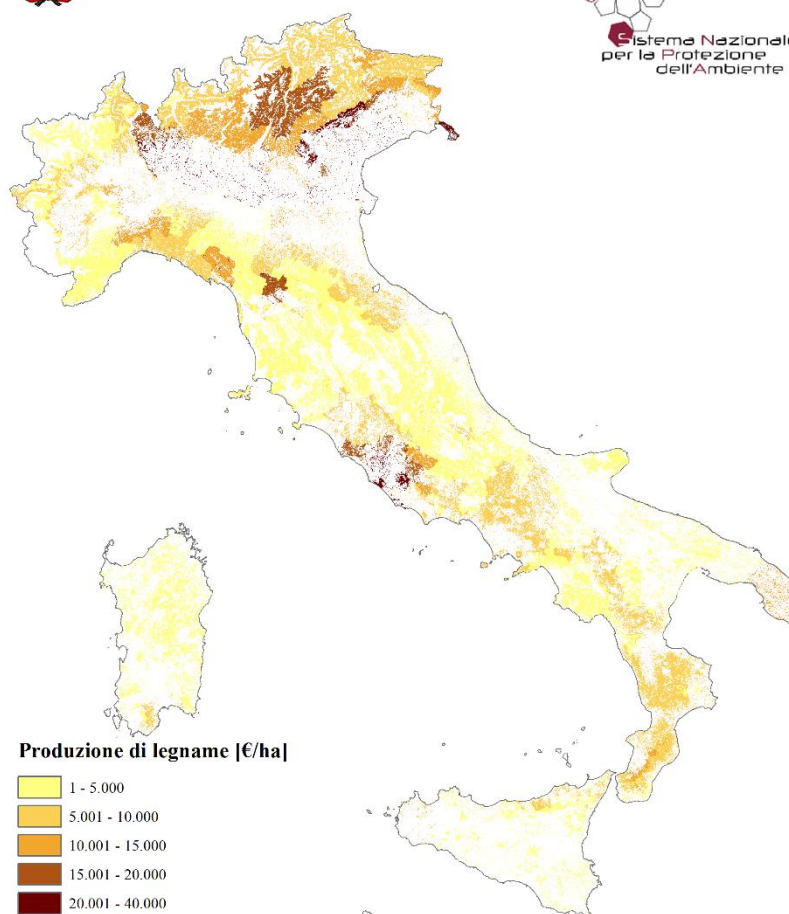 Sistema Nazionale
per la Protezione
dell'Ambiente
Produzione di legname [€/ha]
1 - 5.000
5.001 - 10.000
10.001 - 15.000
15.001 - 20.000
20.001 - 40.000